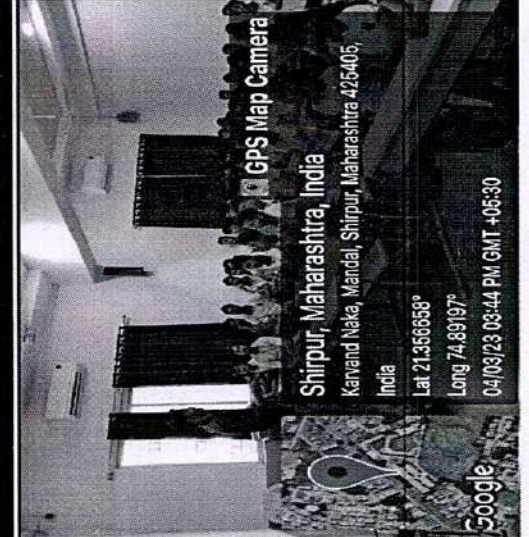 GPS Map Camera
Shirpur, Maharashtra, India
Karvand Naka, Mandal, Shirpur, Maharashtra 425405,
India
Lat 21.356658°
Long 74.89197°
04/03/23 03:44 PM GMT +05:30
Google